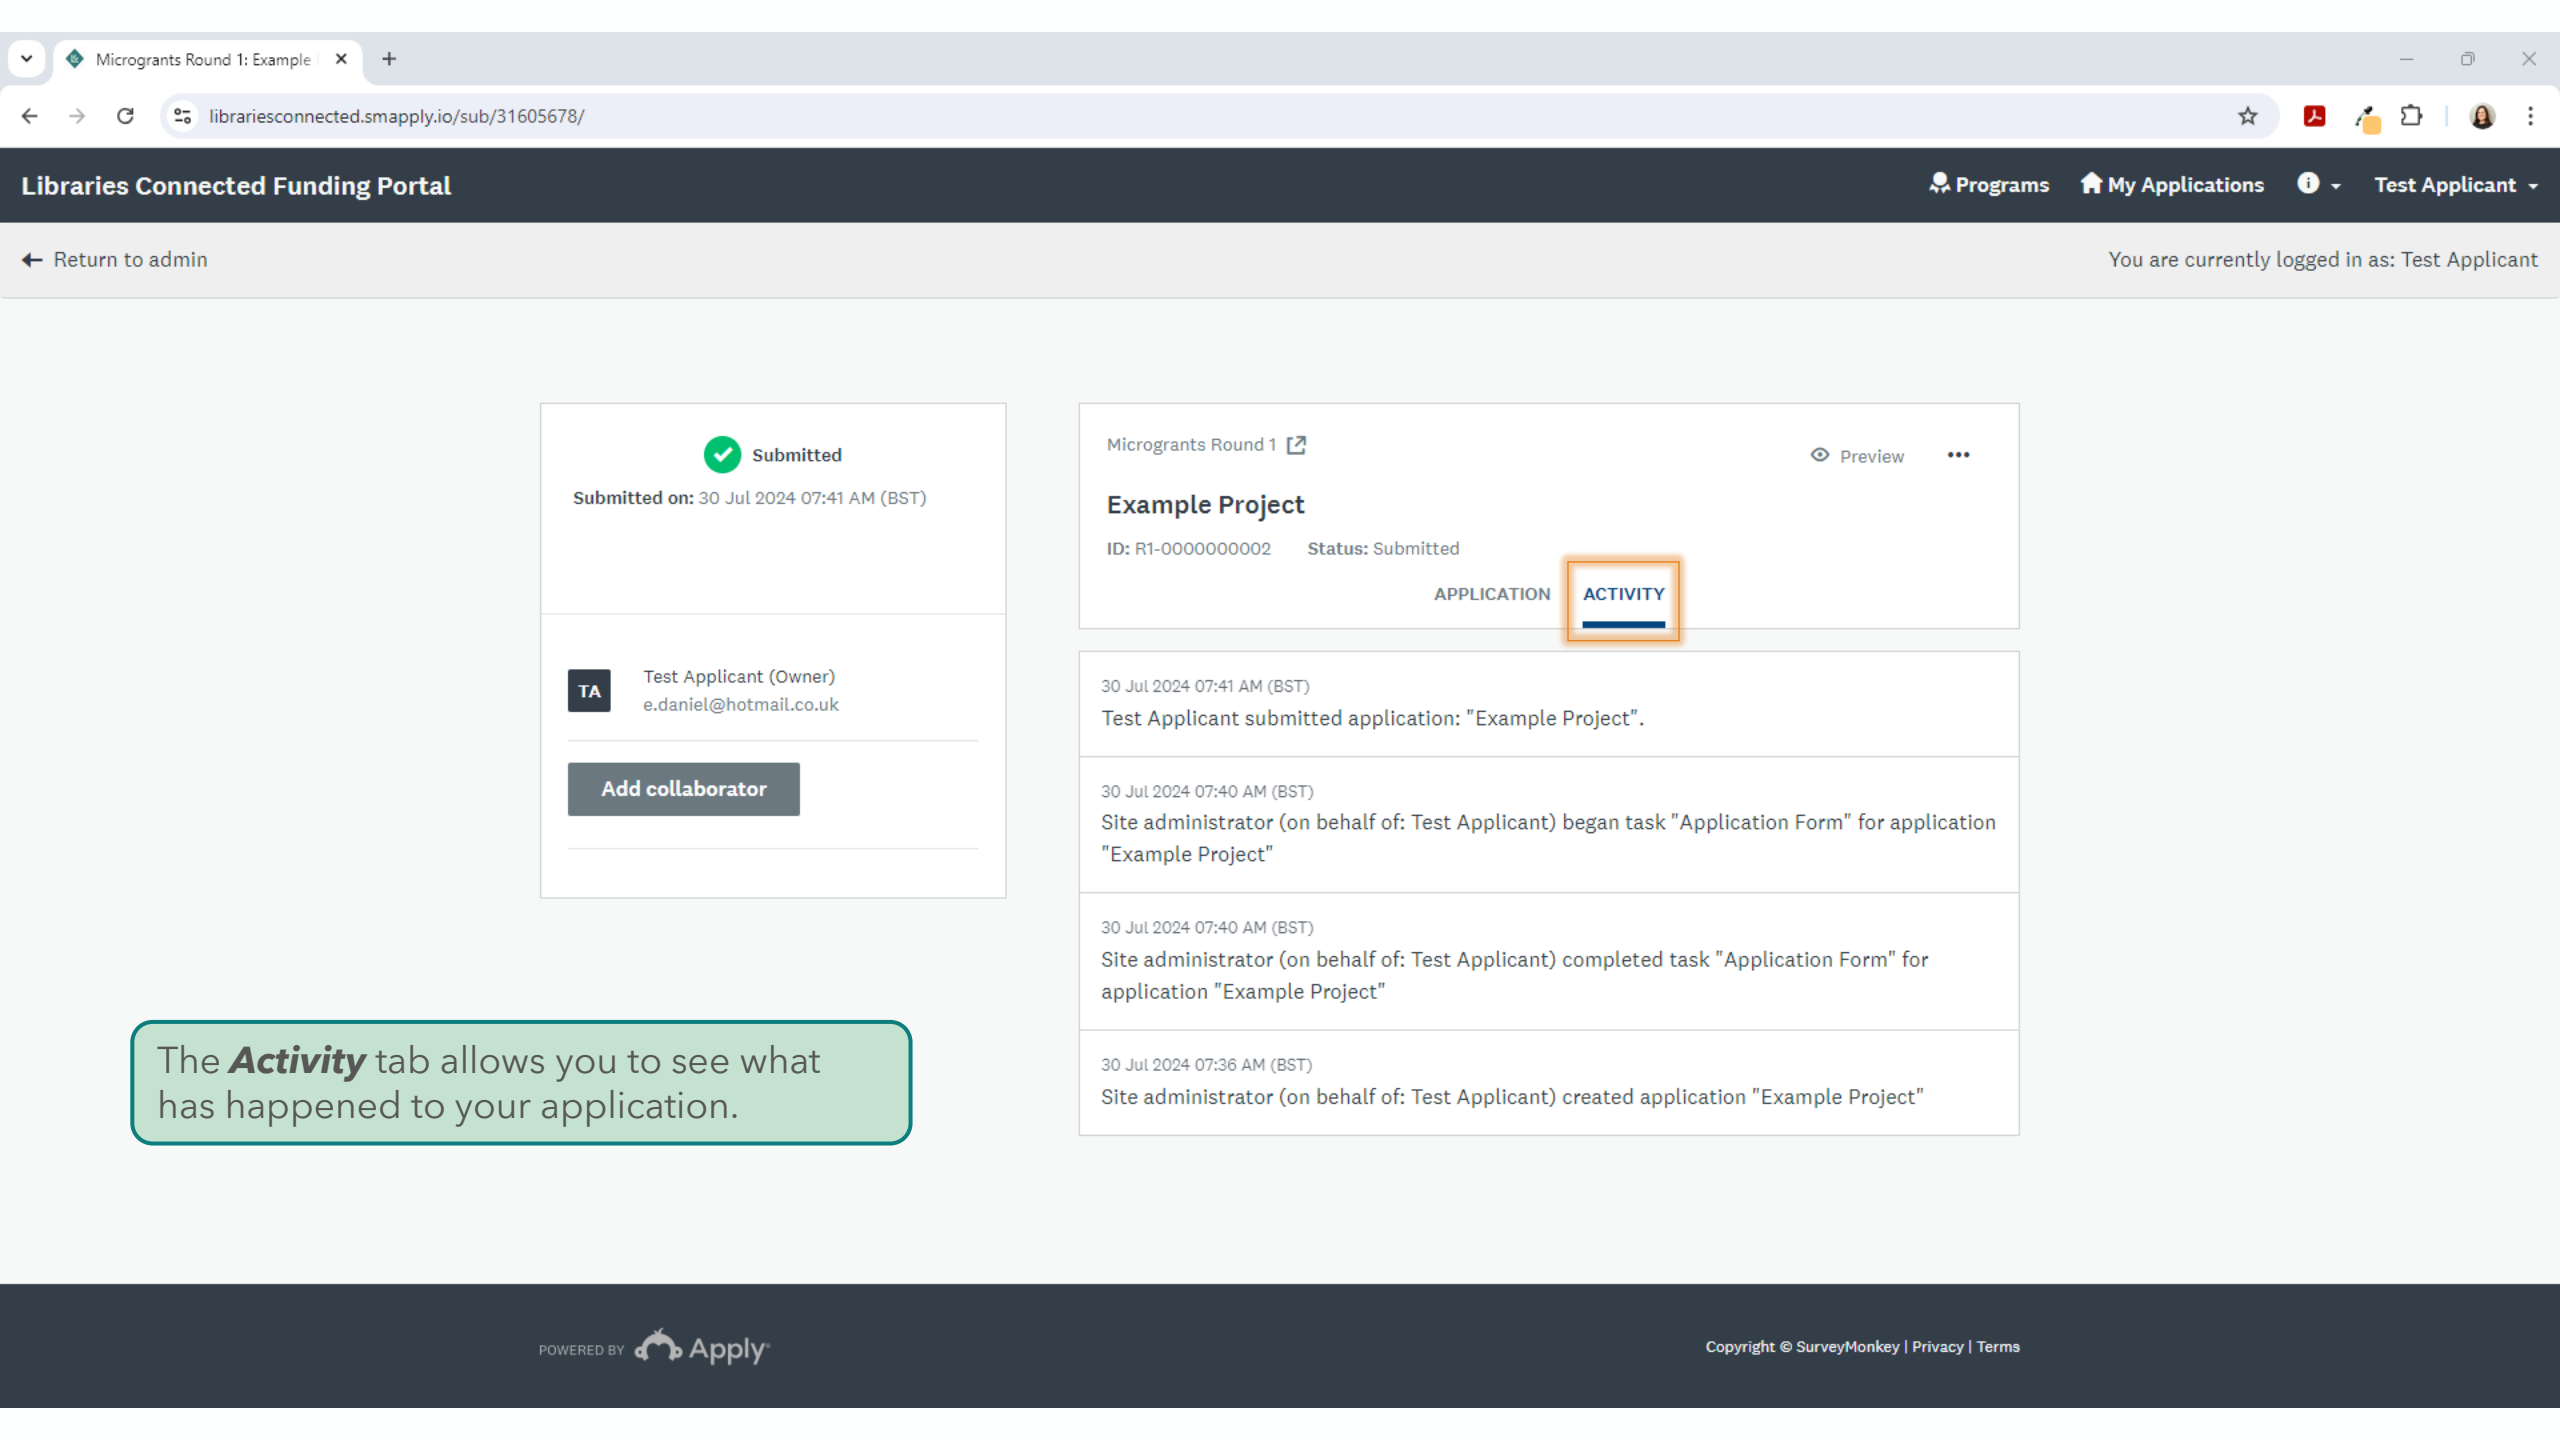 Microgrants Round 1: Example
librariesconnected.smapply.io/sub/31605678/
Libraries Connected Funding Portal
Programs
My Applications
Test Applicant
Return to admin
You are currently logged in as: Test Applicant
Submitted
Submitted on: 30 Jul 2024 07:41 AM (BST)
TA
Test Applicant (Owner)
e.daniel@hotmail.co.uk
Add collaborator
Microgrants Round 1
Preview
Example Project
ID: R1-0000000002 Status: Submitted
APPLICATION ACTIVITY
30 Jul 2024 07:41 AM (BST)
Test Applicant submitted application: "Example Project".
30 Jul 2024 07:40 AM (BST)
Site administrator (on behalf of: Test Applicant) began task "Application Form" for application
"Example Project"
30 Jul 2024 07:40 AM (BST)
Site administrator (on behalf of: Test Applicant) completed task "Application Form" for
application "Example Project"
30 Jul 2024 07:36 AM (BST)
Site administrator (on behalf of: Test Applicant) created application "Example Project"
The Activity tab allows you to see what
has happened to your application.
POWERED BY Apply
Copyright © SurveyMonkey | Privacy | Terms